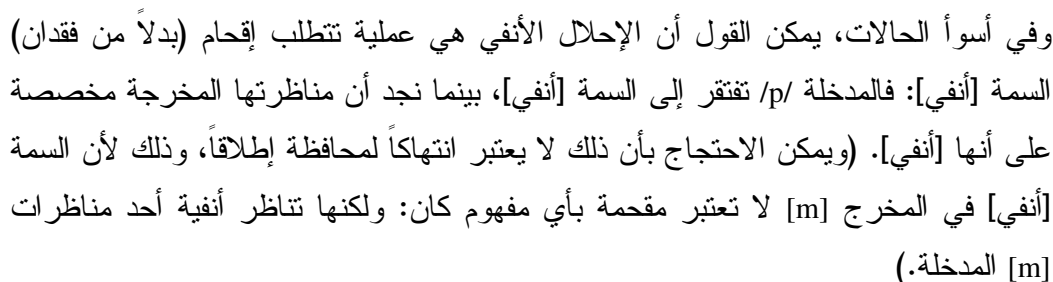 وفي أسوأ الحالات، يمكن القول أن الإحلال الأنفي هي عملية تتطلب إقحام (بدلاً من فقدان)
السمة [أنفي]: فالمدخلة /p/ تفتقر إلى السمة [أنفي]، بينما نجد أن مناظرتها المخرجة مخصصة
على أنها [أنفي]. (ويمكن الاحتجاج بأن ذلك لا يعتبر انتهاكاً لمحافظة إطلاقاً، وذلك لأن السمة
[أنفي] في المخرج [m] لا تعتبر مقحمة بأي مفهوم كان: ولكنها تناظر أنفية أحد مناظرات
[m] المدخلة.)